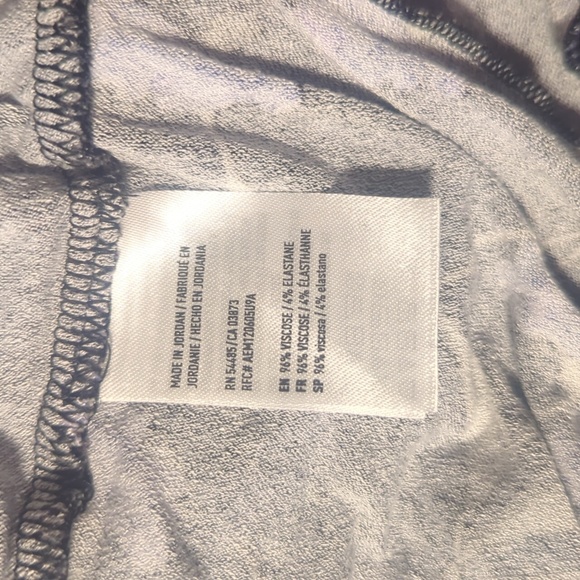 MADE IN JORDAN / FABRIQUÉ EN
JORDANIE / HECHO EN JORDANIA
RN 54485/CA 03873
RFC# AEM1206051V9A
EN 96% VISCOSE / 4% ELASTANE
FR 96% VISCOSE / 4% ÉLASTHANNE
SP 96% viscosa / 4% elastano